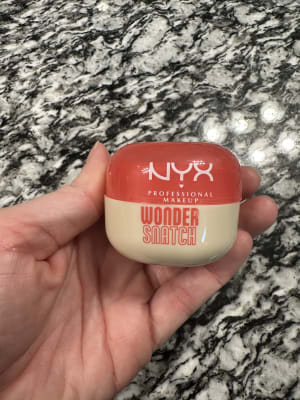 NYX
PROFESSIONAL
MAKEUP
WONDER
SNATCH